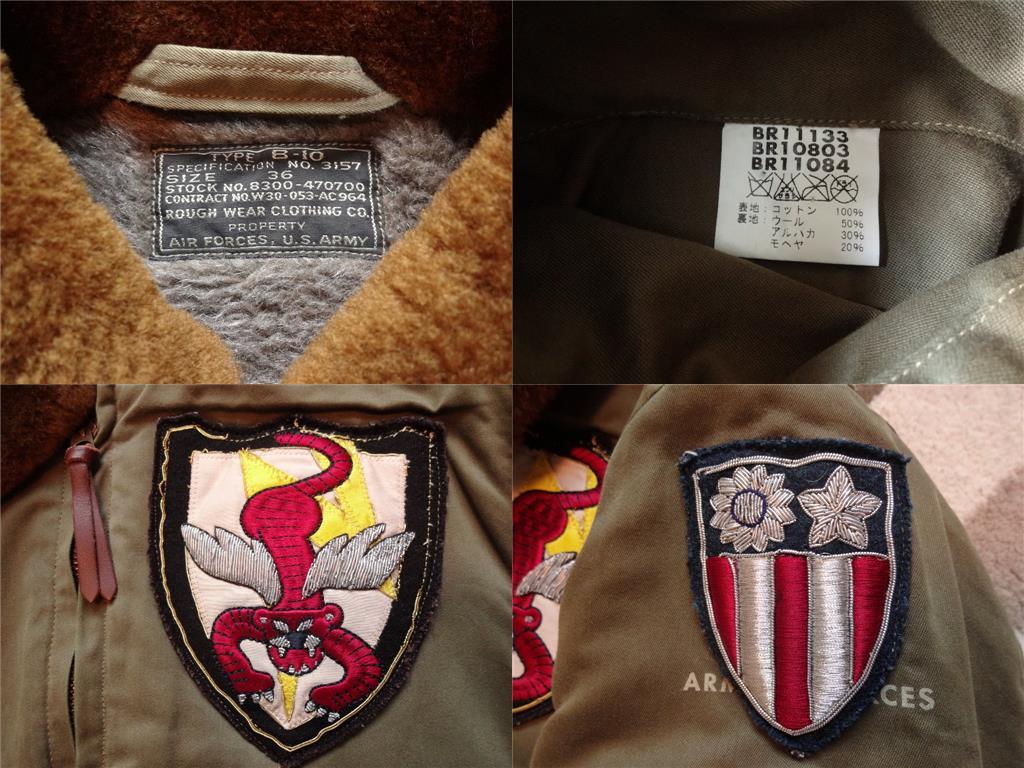 TYPE B-10
SPECIFICATION NO. 3157
SIZE 36
STOCK NO. 8300-470700
CONTRACT NO. W30-053-AC964
ROUGH WEAR CLOTHING CO.
PROPERTY
AIR FORCES, U.S. ARMY
BR11133
BR10803
BR11084
表地：コットン 100%
裏地：ウール 50%
アルパカ 30%
モヘヤ 20%